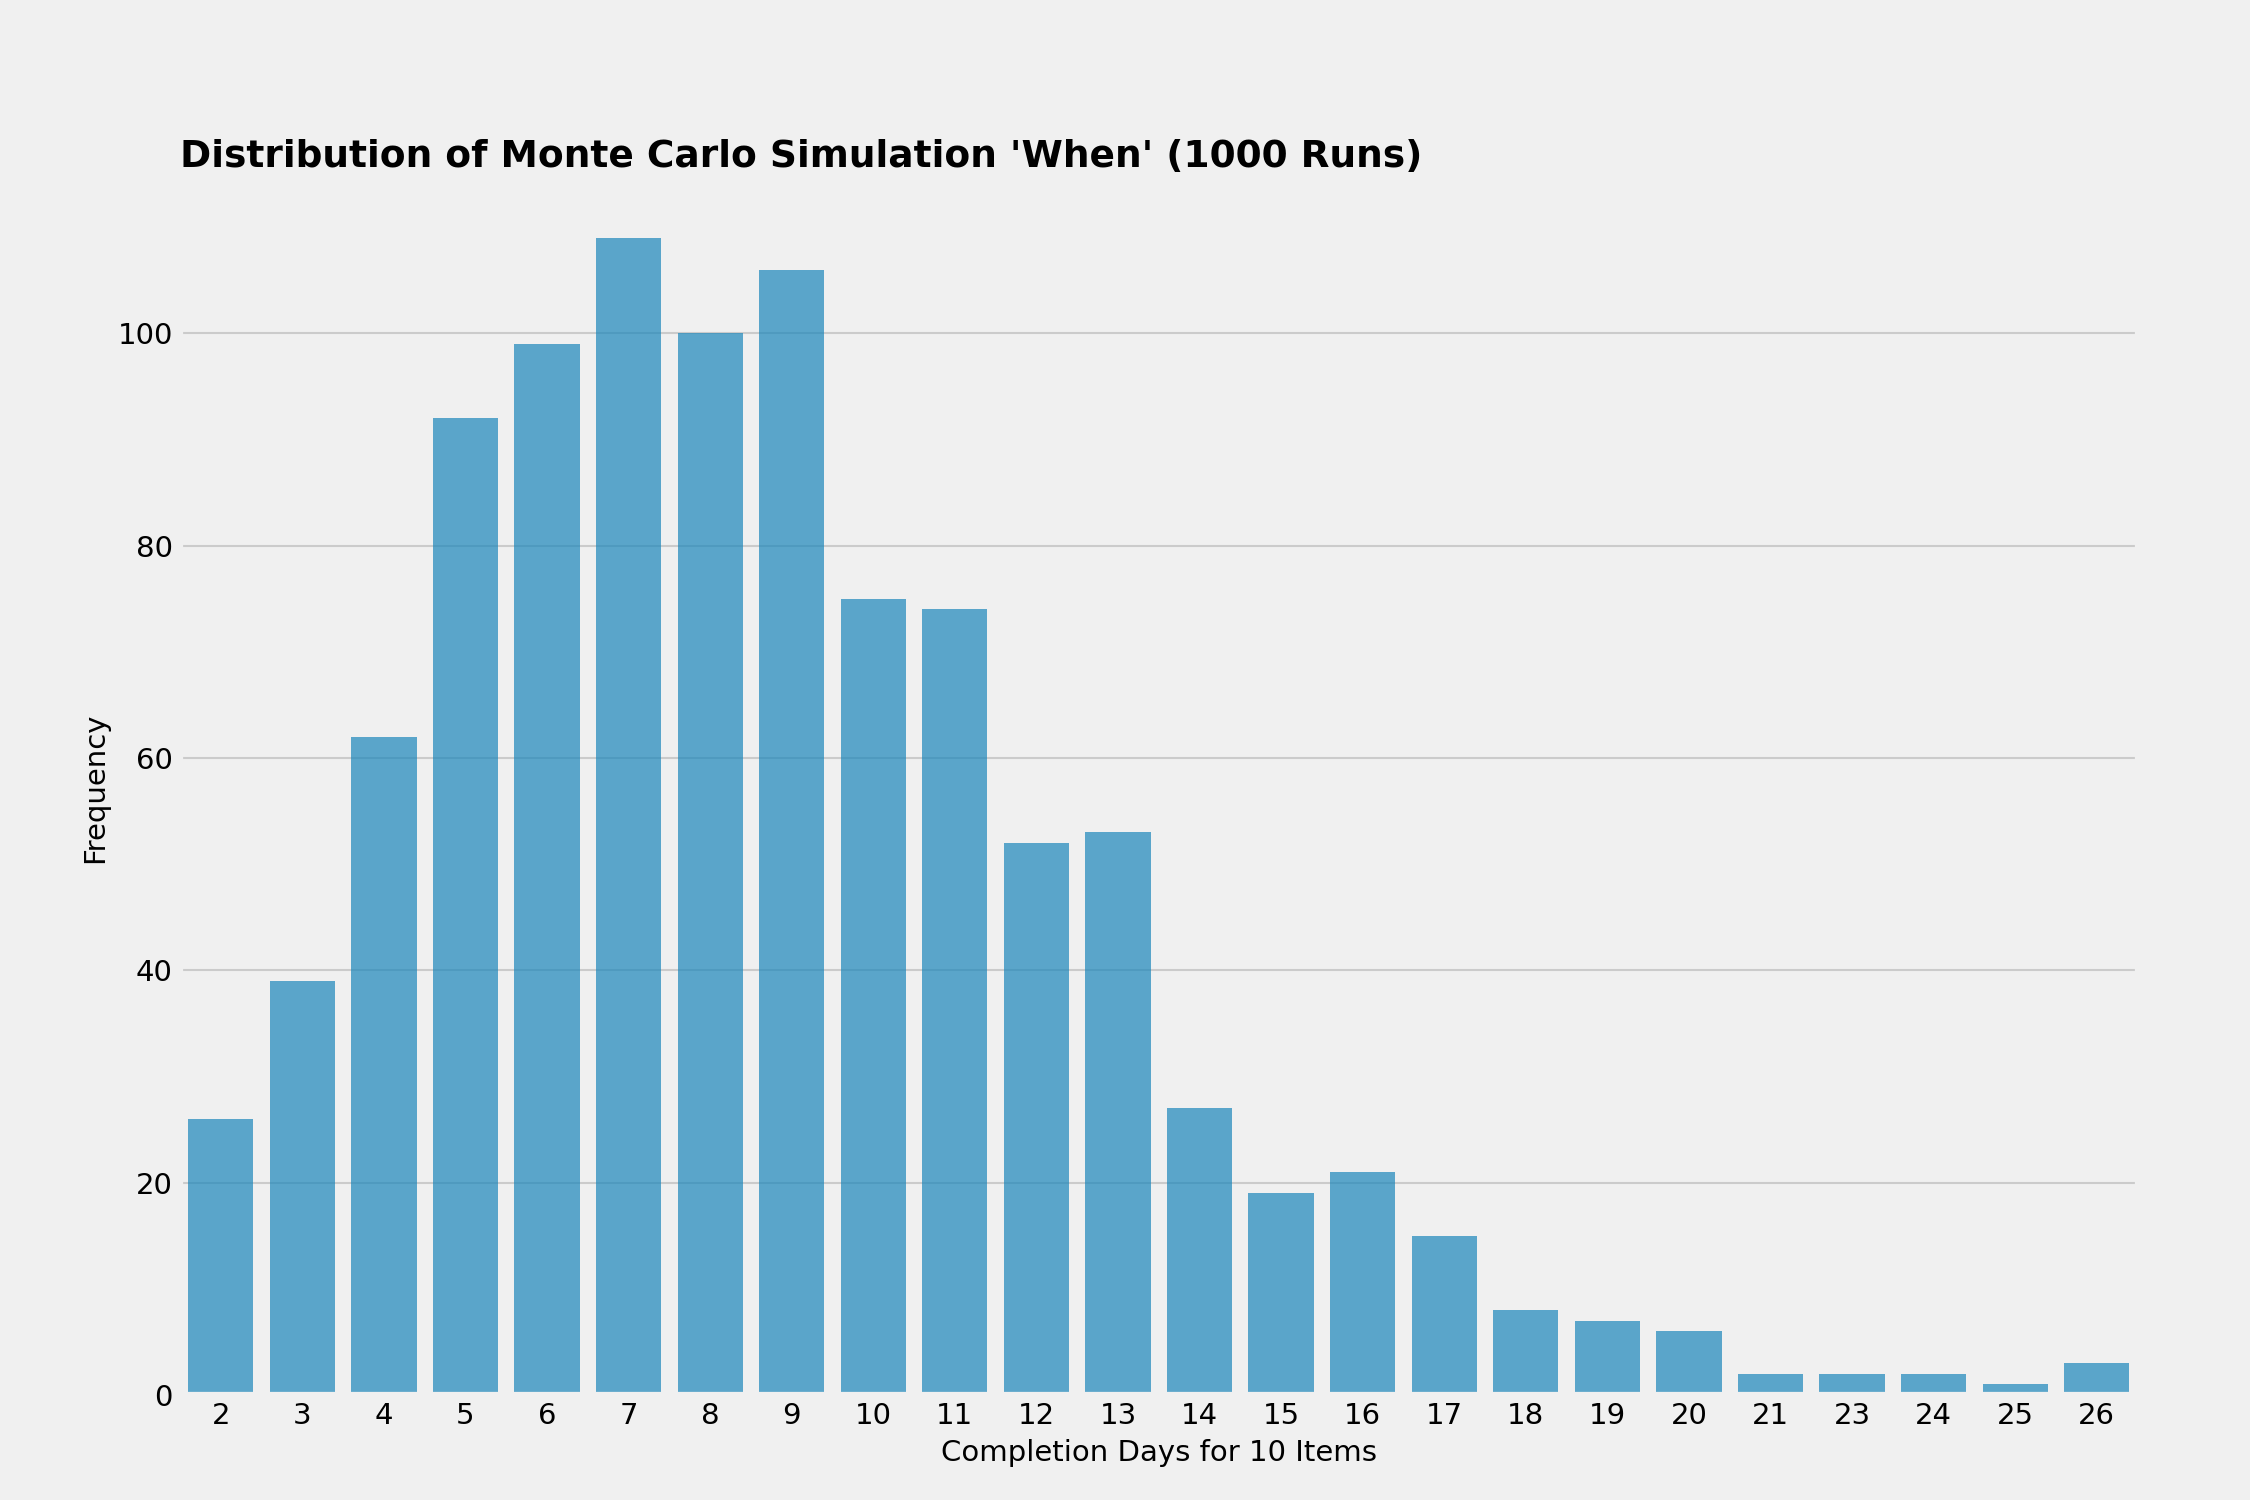 Distribution of Monte Carlo Simulation 'When' (1000 Runs)
100
80
60
40
20
0
Frequency
2 3 4 5 6 7 8 9 10 11 12 13 14 15 16 17 18 19 20 21 23 24 25 26
Completion Days for 10 Items